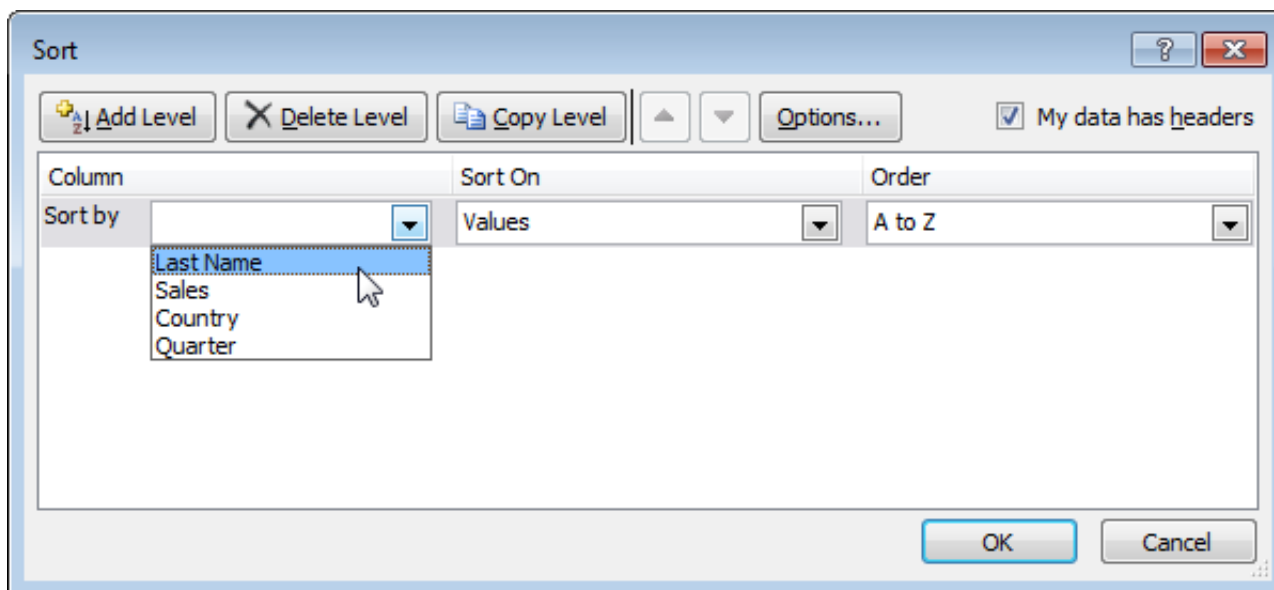 Sort
Add Level Delete Level Copy Level Options... My data has headers
Column Sort On Order
Sort by Values A to Z
Last Name
Sales
Country
Quarter
OK Cancel